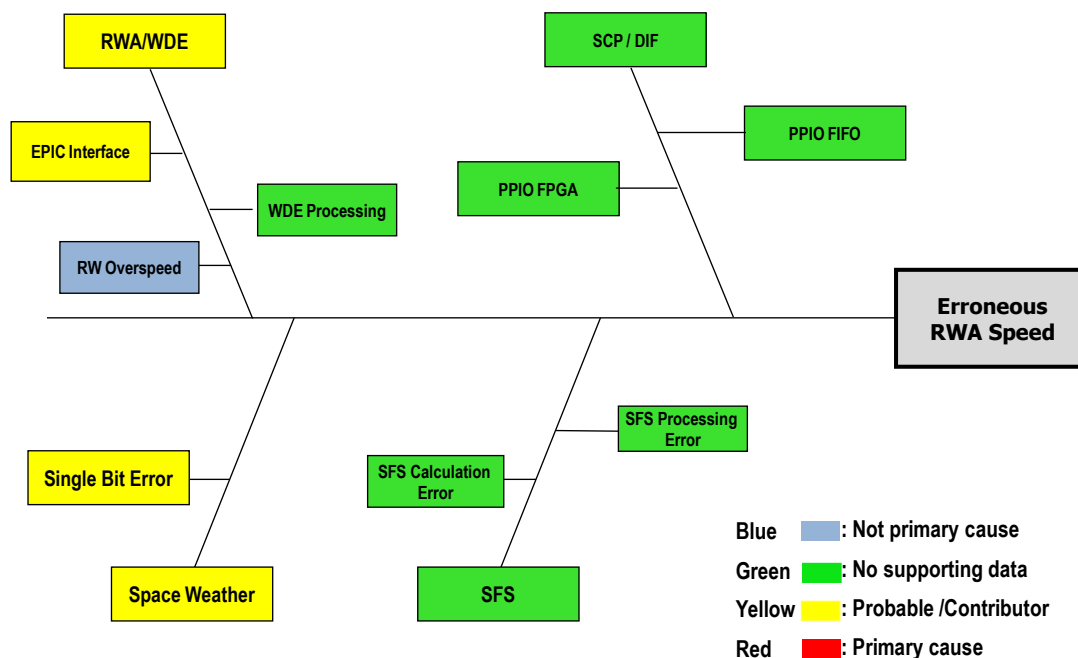 RWA/WDE
SCP / DIF
EPIC Interface
PPIO FIFO
PPIO FPGA
WDE Processing
RW Overspeed
Erroneous
RWA Speed
SFS Processing
Error
Single Bit Error
SFS Calculation
Error
Space Weather
SFS
Blue : Not primary cause
Green : No supporting data
Yellow : Probable /Contributor
Red : Primary cause